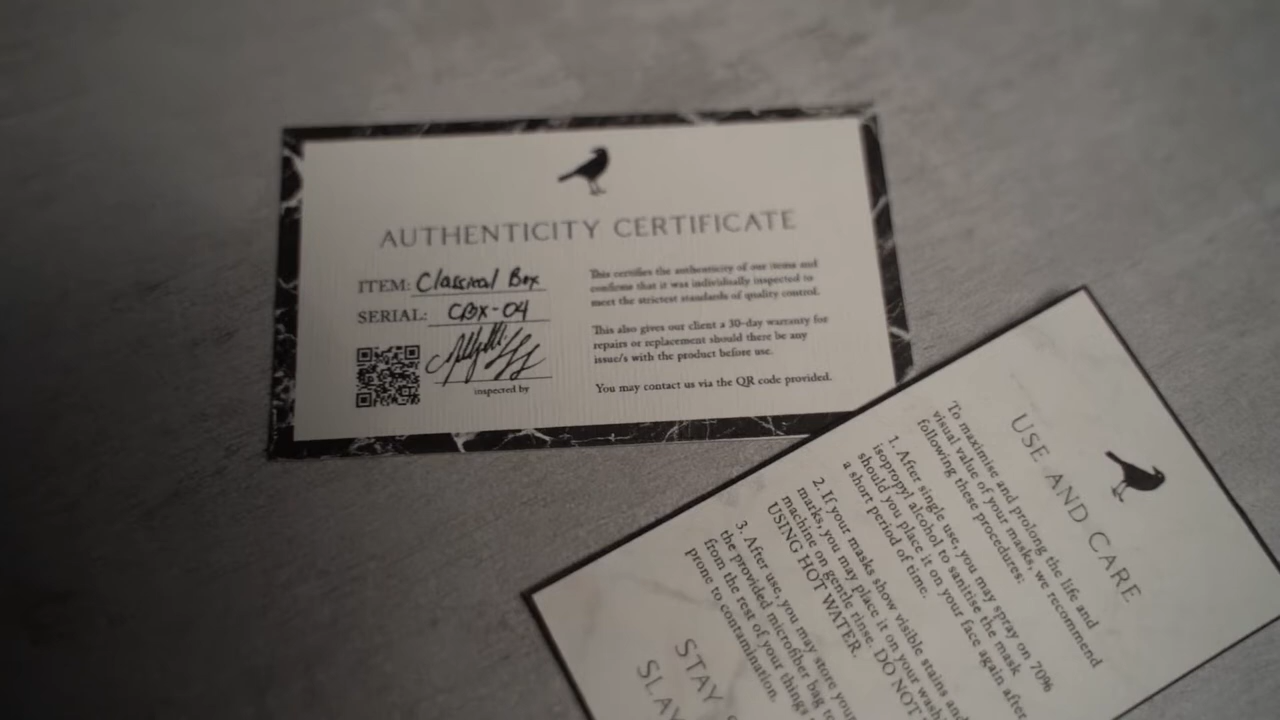 AUTHENTICITY CERTIFICATE
ITEM: Classical Box
SERIAL: CBX-04
inspected by
This certifies the authenticity of our items and
confirms that it was individually inspected to
meet the strictest standards of quality control.
This also gives our client a 30-day warranty for
repairs or replacement should there be any
issue/s with the product before use.
You may contact us via the QR code provided.
USE AND CARE
To maximise and prolong the life and
visual value of your masks, we recommend
following these procedures:
1. After single use, you may spray on 70%
isopropyl alcohol to sanitise the mask
should you place it on your face again after
a short period of time.
2. If your masks show visible stains and
marks, you may place it on your wash
machine on gentle rinse. DO NOT
USING HOT WATER.
3. After use, you may store your
the provided microfiber bag to
from the rest of your things
prone to contamination.
STAY
SLAY